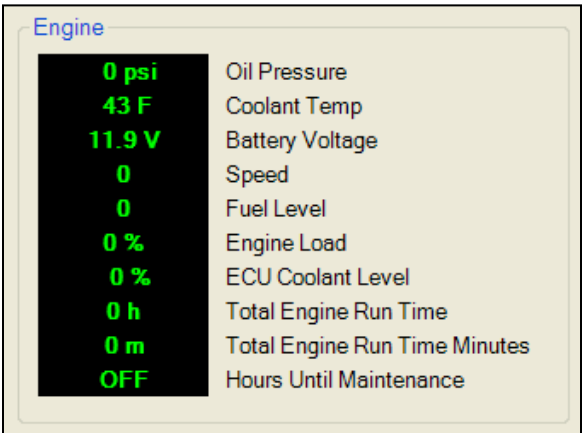 Engine
0 psi Oil Pressure
43 F Coolant Temp
11.9 V Battery Voltage
0 Speed
0 Fuel Level
0 % Engine Load
0 % ECU Coolant Level
0 h Total Engine Run Time
0 m Total Engine Run Time Minutes
OFF Hours Until Maintenance